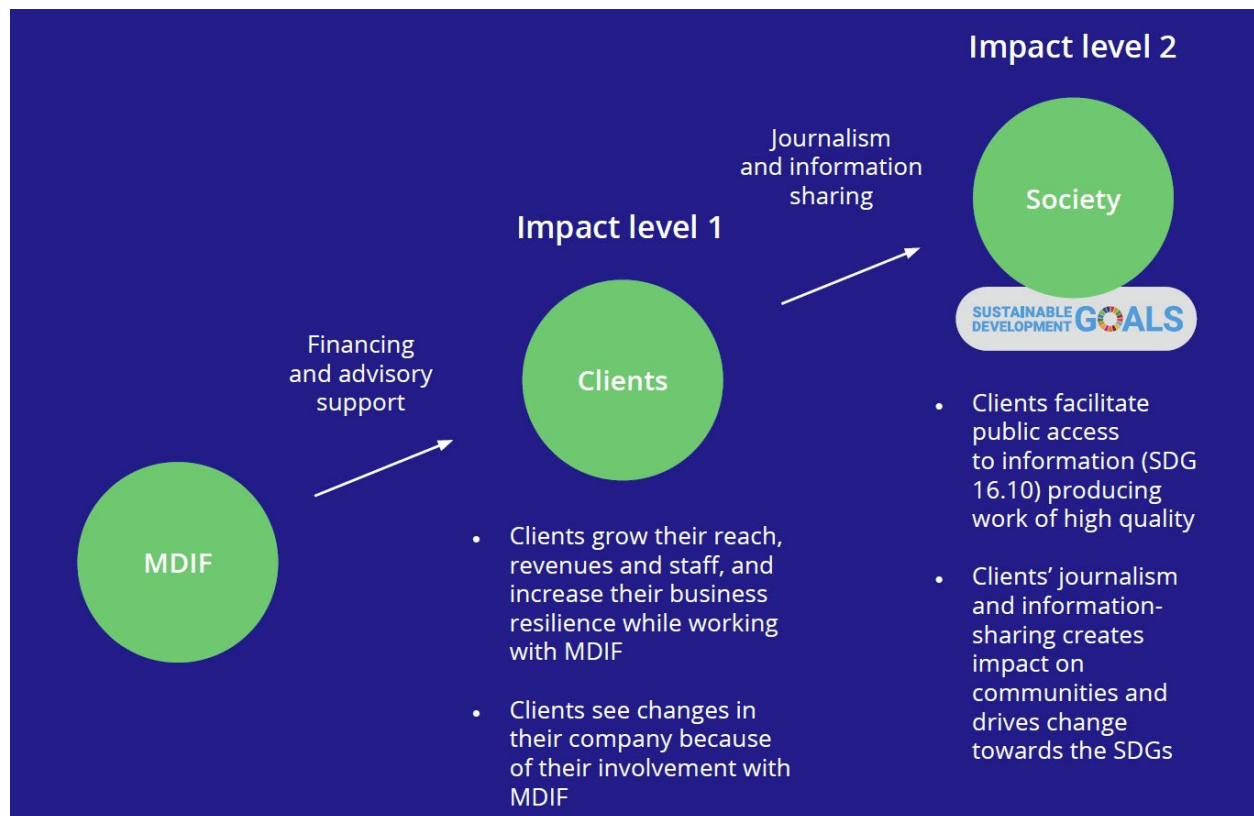 Impact level 2
Journalism
and information
sharing
Society
SUSTAINABLE
DEVELOPMENT GOALS
Impact level 1
Financing
and advisory
support
Clients
MDIF
• Clients grow their reach,
revenues and staff, and
increase their business
resilience while working
with MDIF
• Clients see changes in
their company because
of their involvement with
MDIF
• Clients facilitate
public access
to information (SDG
16.10) producing
work of high quality
• Clients’ journalism
and information-
sharing creates
impact on
communities and
drives change
towards the SDGs